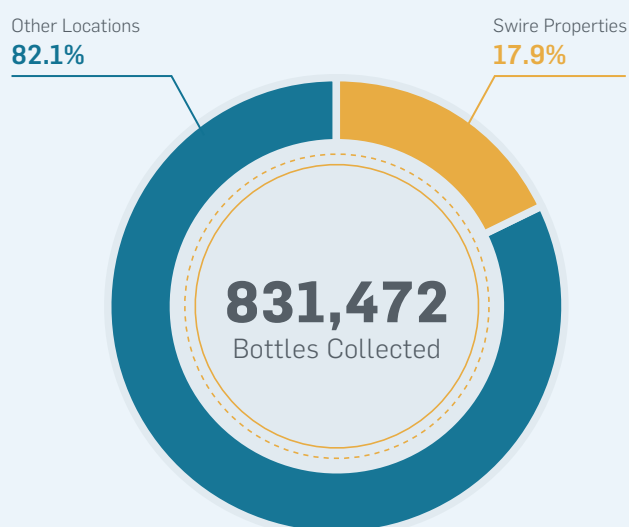 Other Locations
82.1%
Swire Properties
17.9%
831,472
Bottles Collected